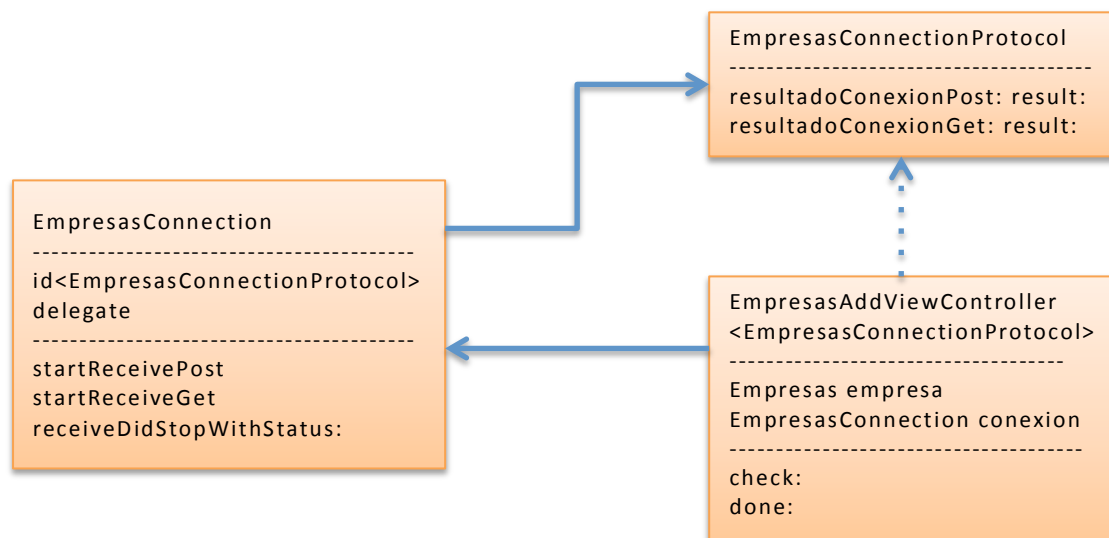 EmpresasConnectionProtocol
---------------------------------------
resultadoConexionPost: result:
resultadoConexionGet: result:
EmpresasConnection
-----------------------------------------
id<EmpresasConnectionProtocol>
delegate
-----------------------------------------
startReceivePost
startReceiveGet
receiveDidStopWithStatus:
EmpresasAddViewController
<EmpresasConnectionProtocol>
------------------------------------
Empresas empresa
EmpresasConnection conexion
--------------------------------------
check:
done: